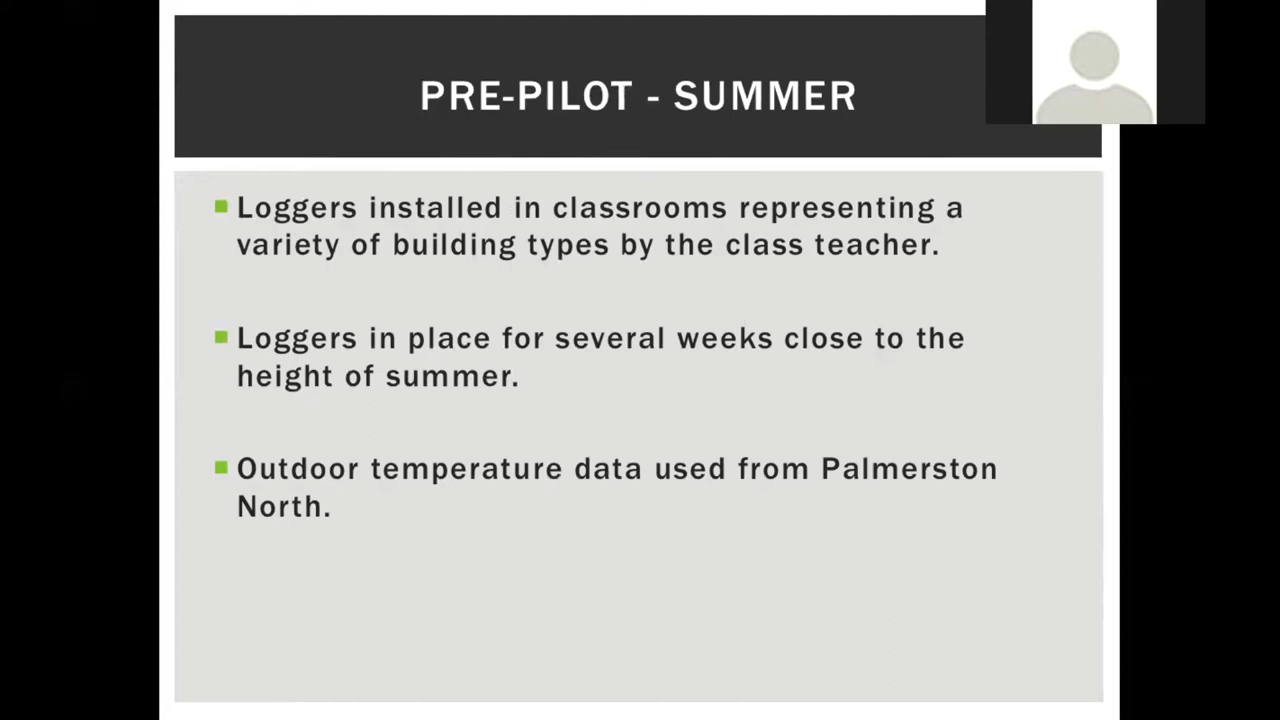 PRE-PILOT - SUMMER
Loggers installed in classrooms representing a
variety of building types by the class teacher.
Loggers in place for several weeks close to the
height of summer.
Outdoor temperature data used from Palmerston
North.